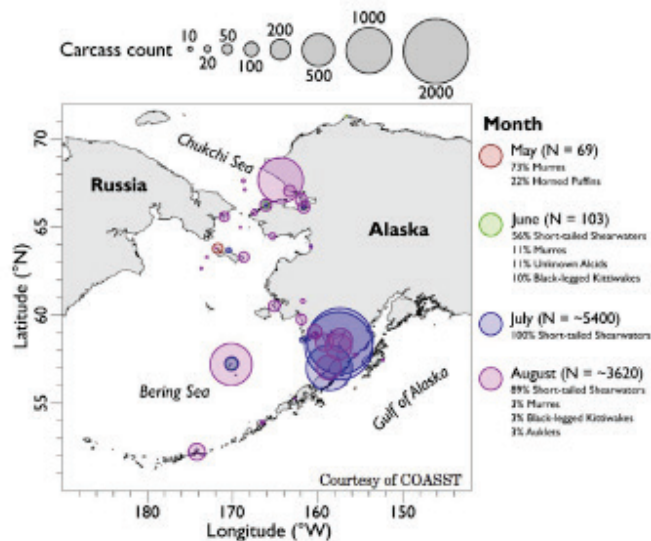 1000
200
Carcass count
10
50
20
100
500
2000
Month
May (N = 69)
73% Murres
22% Horned Puffins
June (N = 103)
56% Short-tailed Shearwaters
11% Murres
11% Unknown Alcids
10% Black-legged Kittiwakes
July (N = ~5400)
100% Short-tailed Shearwaters
August (N = ~3620)
89% Short-tailed Shearwaters
3% Murres
3% Black-legged Kittiwakes
3% Auklets
Chukchi Sea
Russia
Alaska
Bering Sea
Gulf of Alaska
Courtesy of COASST
Latitude (°N)
70
65
60
55
180
170
160
150
Longitude (°W)